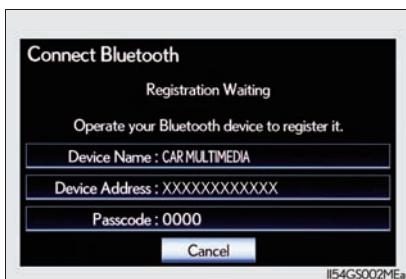 Connect Bluetooth
Registration Waiting
Operate your Bluetooth device to register it.
Device Name : CAR MULTIMEDIA
Device Address : XXXXXXXXXXXX
Passcode : 0000
Cancel
II54GS002MEa